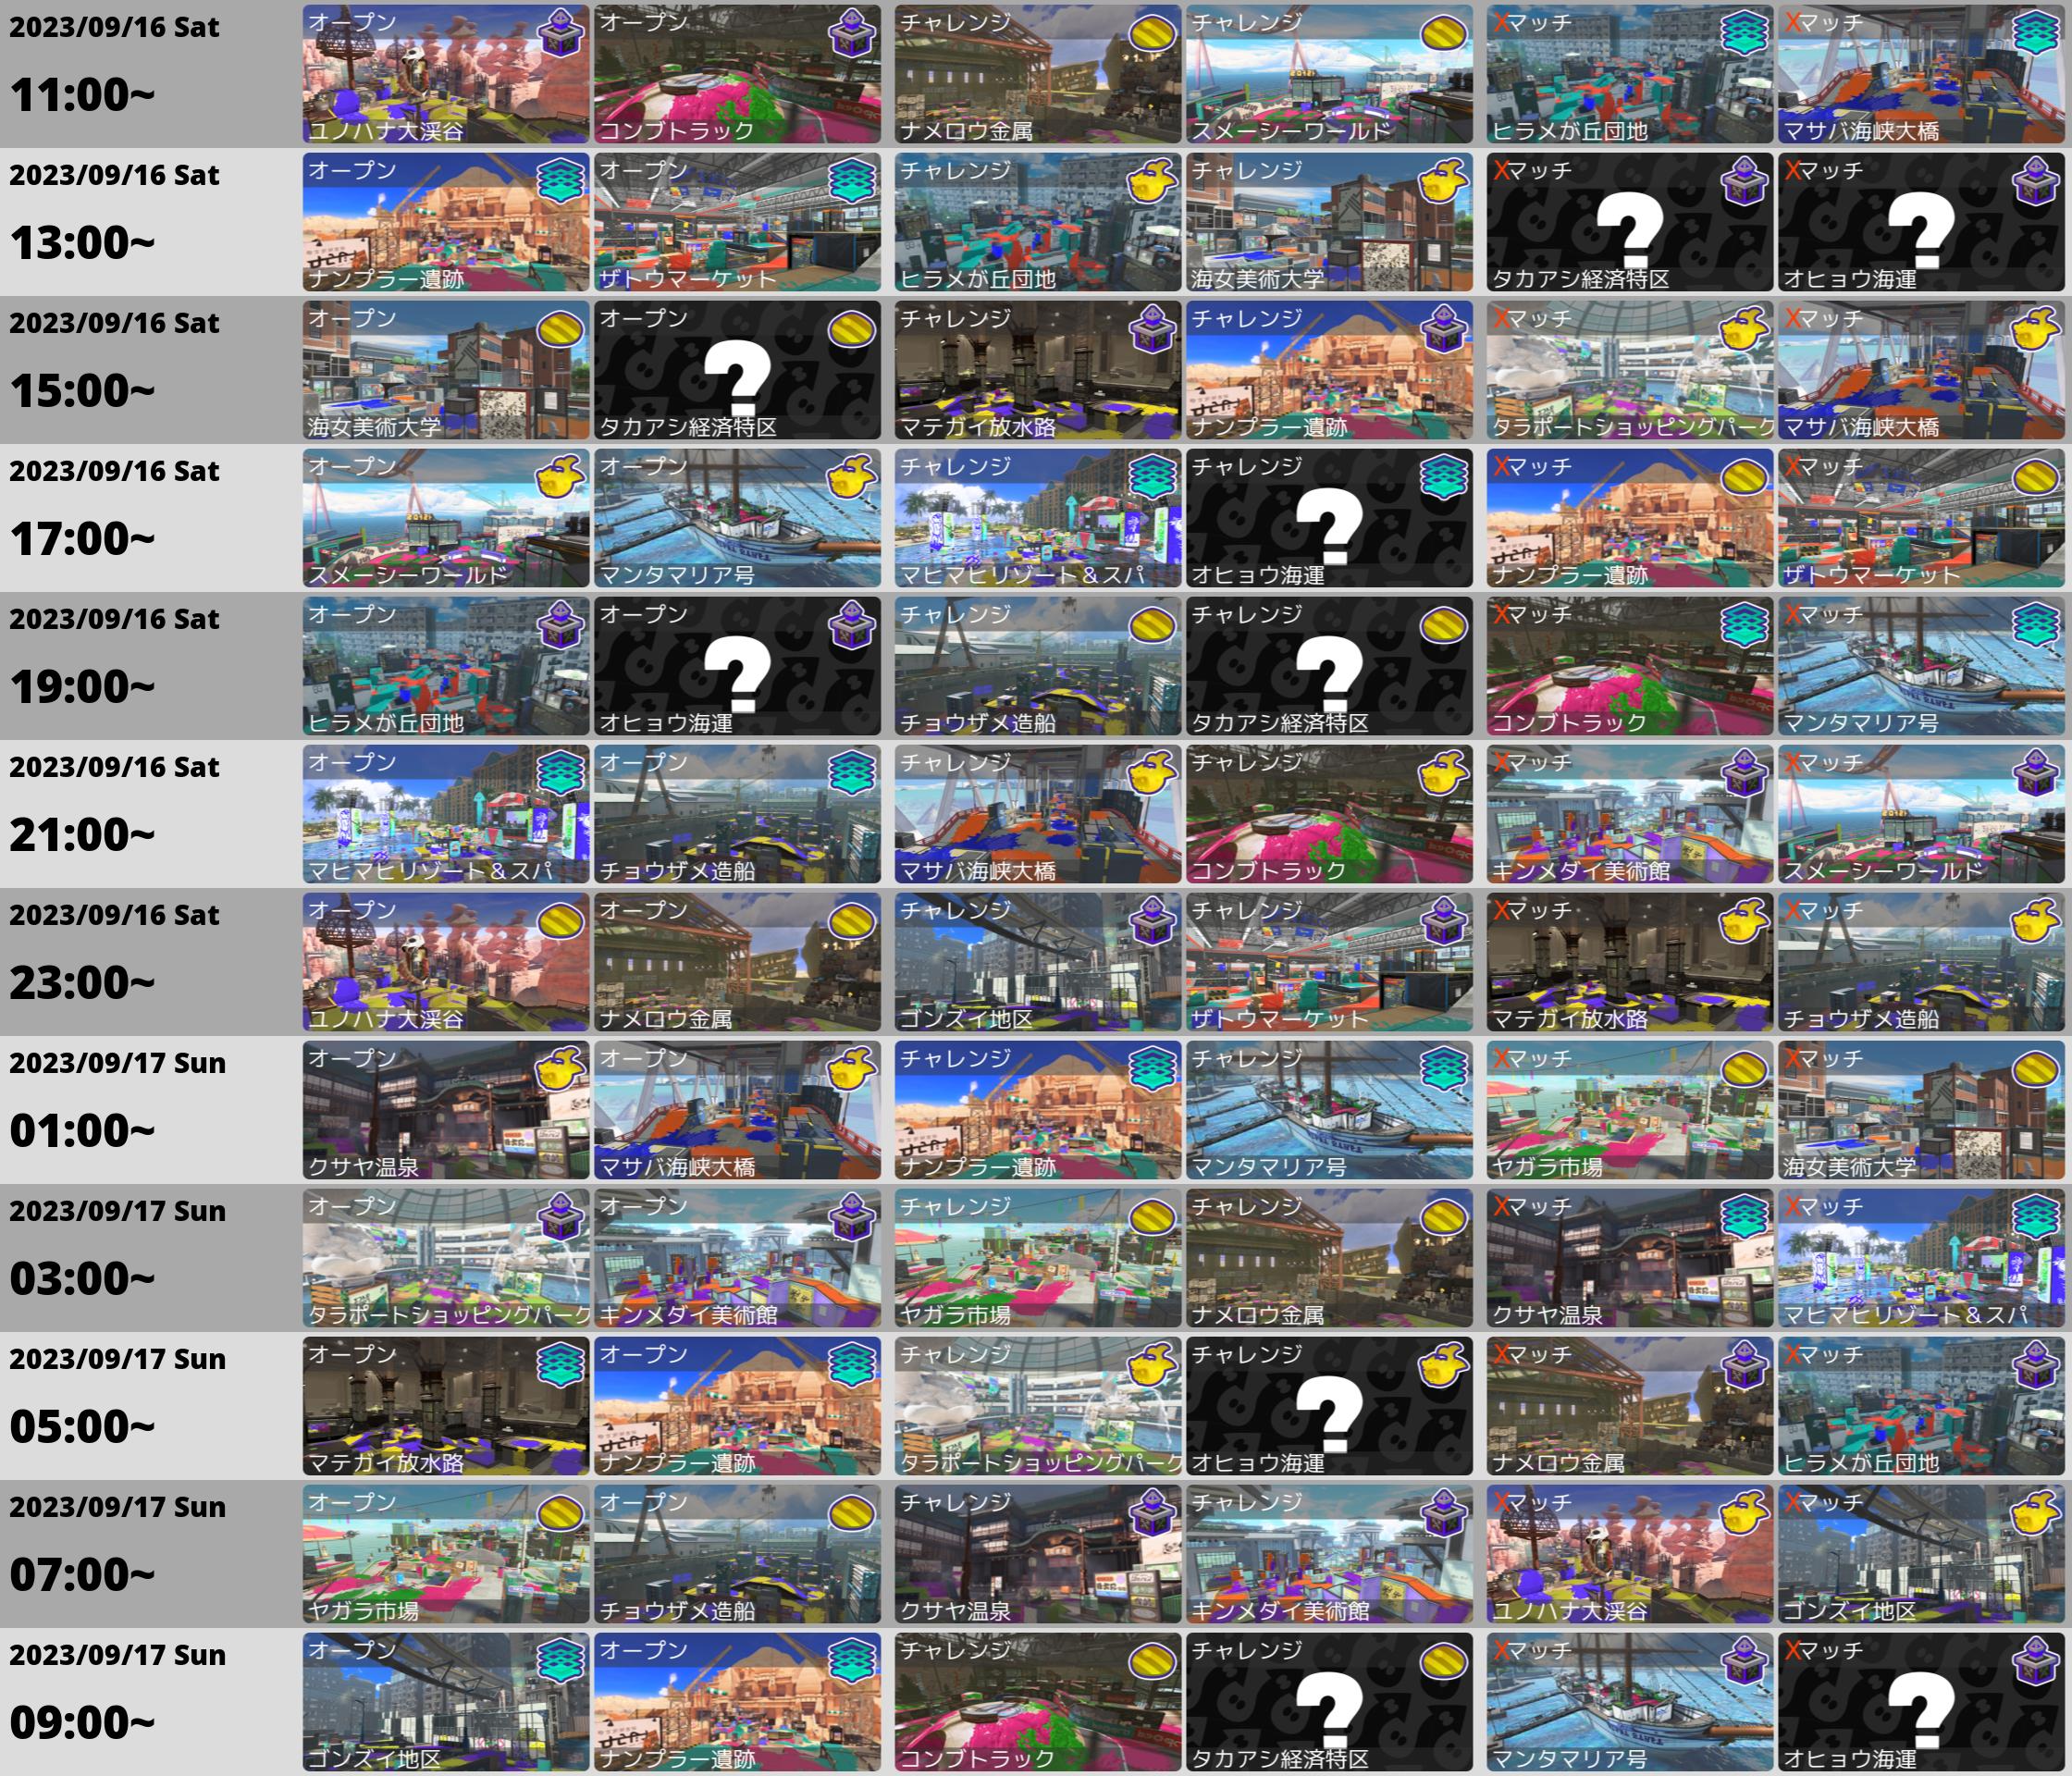 2023/09/16 Sat
11:00~
オープン
ユノハナ大渓谷
オープン
コンブトラック
チャレンジ
ナメロウ金属
チャレンジ
スメーシーワールド
Xマッチ
ヒラメが丘団地
Xマッチ
マサバ海峡大橋
2023/09/16 Sat
13:00~
オープン
ナンプラー遺跡
オープン
ザトウマーケット
チャレンジ
ヒラメが丘団地
チャレンジ
海女美術大学
Xマッチ
?
タカアシ経済特区
Xマッチ
?
オヒョウ海運
2023/09/16 Sat
15:00~
オープン
海女美術大学
オープン
?
タカアシ経済特区
チャレンジ
マテガイ放水路
チャレンジ
ナンプラー遺跡
Xマッチ
タラポートショッピングパーク
Xマッチ
マサバ海峡大橋
2023/09/16 Sat
17:00~
オープン
スメーシーワールド
オープン
マンタマリア号
チャレンジ
マヒマヒリゾート&スパ
チャレンジ
?
オヒョウ海運
Xマッチ
ナンプラー遺跡
Xマッチ
ザトウマーケット
2023/09/16 Sat
19:00~
オープン
ヒラメが丘団地
オープン
?
オヒョウ海運
チャレンジ
チョウザメ造船
チャレンジ
?
タカアシ経済特区
Xマッチ
コンブトラック
Xマッチ
マンタマリア号
2023/09/16 Sat
21:00~
オープン
マヒマヒリゾート&スパ
オープン
チョウザメ造船
チャレンジ
マサバ海峡大橋
チャレンジ
コンブトラック
Xマッチ
キンメダイ美術館
Xマッチ
スメーシーワールド
2023/09/16 Sat
23:00~
オープン
ユノハナ大渓谷
オープン
ナメロウ金属
チャレンジ
ゴンズイ地区
チャレンジ
ザトウマーケット
Xマッチ
マテガイ放水路
Xマッチ
チョウザメ造船
2023/09/17 Sun
01:00~
オープン
クサヤ温泉
オープン
マサバ海峡大橋
チャレンジ
ナンプラー遺跡
チャレンジ
マンタマリア号
Xマッチ
ヤガラ市場
Xマッチ
海女美術大学
2023/09/17 Sun
03:00~
オープン
タラポートショッピングパーク
オープン
キンメダイ美術館
チャレンジ
ヤガラ市場
チャレンジ
ナメロウ金属
Xマッチ
クサヤ温泉
Xマッチ
マヒマヒリゾート&スパ
2023/09/17 Sun
05:00~
オープン
マテガイ放水路
オープン
ナンプラー遺跡
チャレンジ
タラポートショッピングパーク
チャレンジ
?
オヒョウ海運
Xマッチ
ナメロウ金属
Xマッチ
ヒラメが丘団地
2023/09/17 Sun
07:00~
オープン
ヤガラ市場
オープン
チョウザメ造船
チャレンジ
クサヤ温泉
チャレンジ
キンメダイ美術館
Xマッチ
ユノハナ大渓谷
Xマッチ
ゴンズイ地区
2023/09/17 Sun
09:00~
オープン
ゴンズイ地区
オープン
ナンプラー遺跡
チャレンジ
コンブトラック
チャレンジ
?
タカアシ経済特区
Xマッチ
マンタマリア号
Xマッチ
?
オヒョウ海運